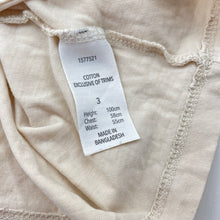 1577521
COTTON
EXCLUSIVE OF TRIMS
3
Height: 100cm
Chest: 58cm
Waist: 55cm
MADE IN
BANGLADESH